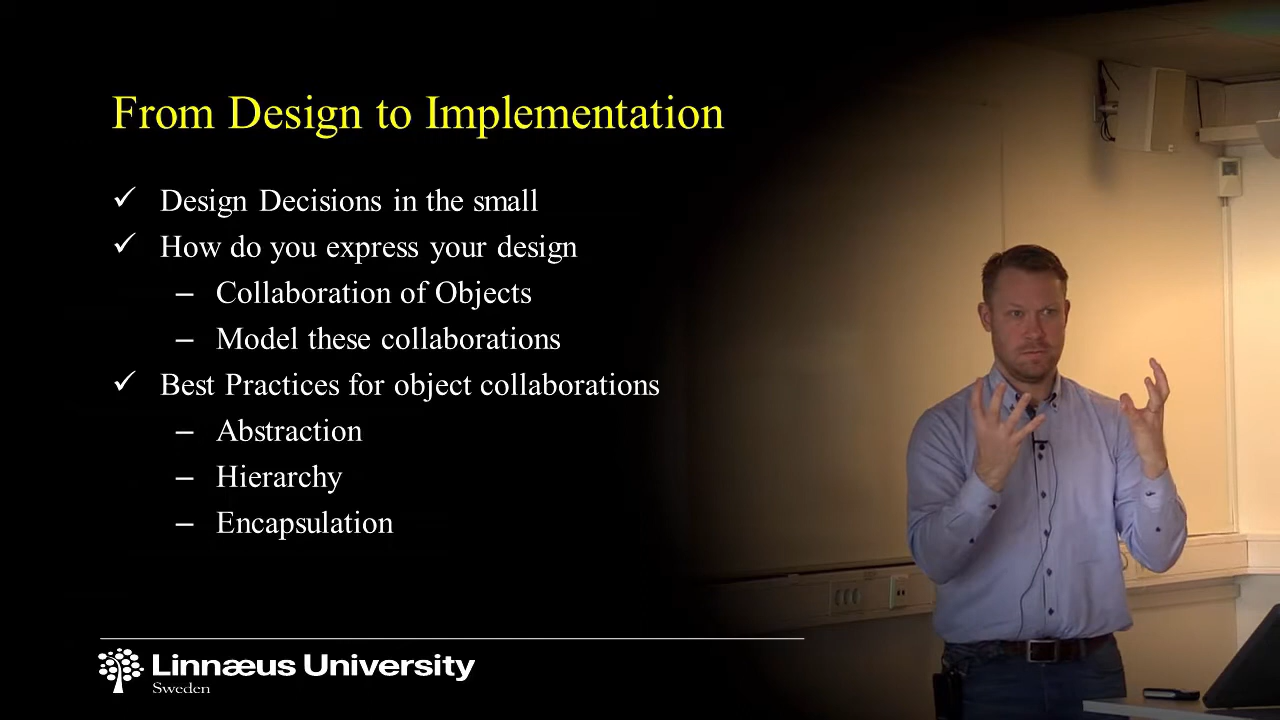 From Design to Implementation
✓ Design Decisions in the small
✓ How do you express your design
– Collaboration of Objects
– Model these collaborations
✓ Best Practices for object collaborations
– Abstraction
– Hierarchy
– Encapsulation
Linnæus University
Sweden